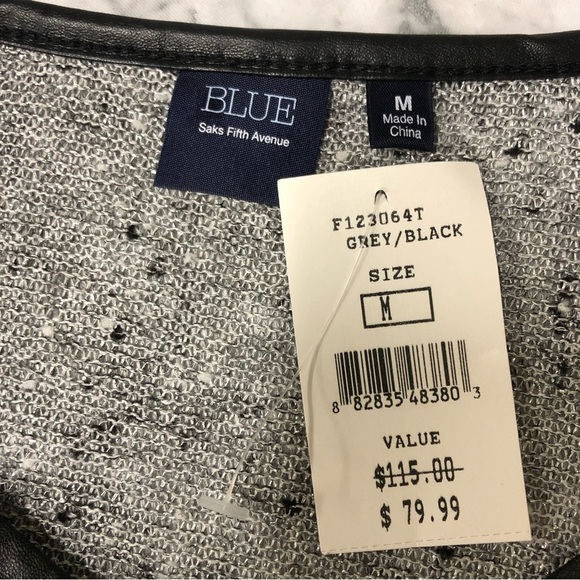 BLUE
Saks Fifth Avenue
M
Made In
China
F123064T
GREY/BLACK
SIZE
M
8 82835 48380 3
VALUE
$115.00
$ 79.99